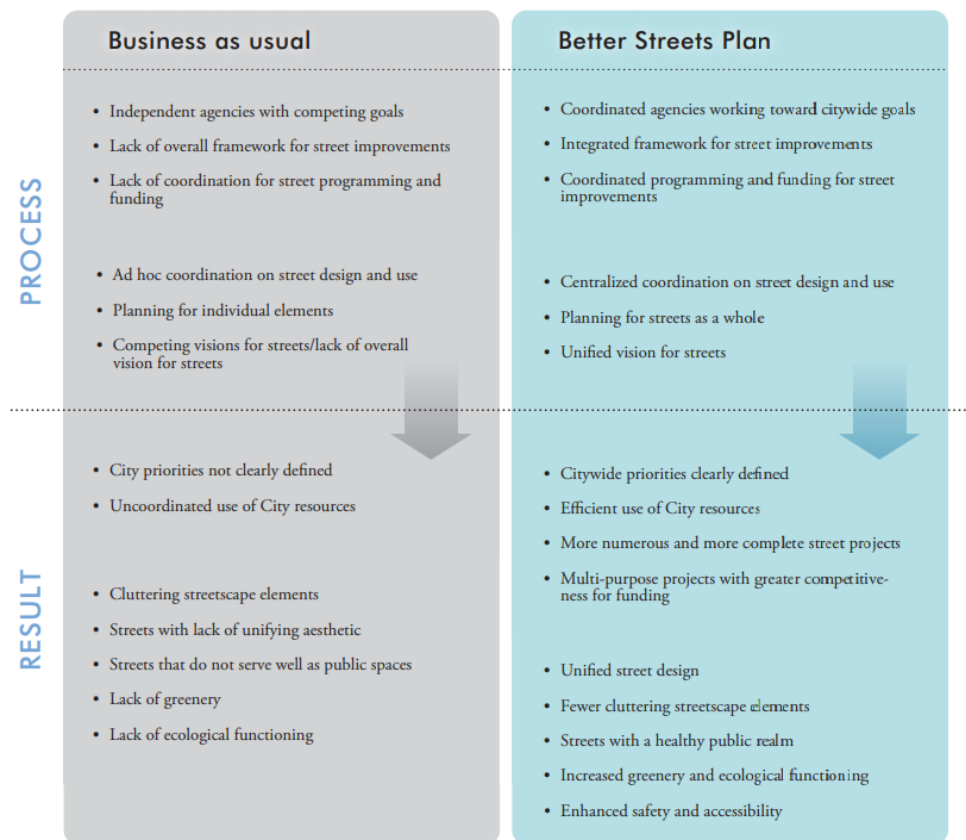 Business as usual
Better Streets Plan
PROCESS
• Independent agencies with competing goals
• Lack of overall framework for street improvements
• Lack of coordination for street programming and
funding
• Ad hoc coordination on street design and use
• Planning for individual elements
• Competing visions for streets/lack of overall
vision for streets
• Coordinated agencies working toward citywide goals
• Integrated framework for street improvements
• Coordinated programming and funding for street
improvements
• Centralized coordination on street design and use
• Planning for streets as a whole
• Unified vision for streets
RESULT
• City priorities not clearly defined
• Uncoordinated use of City resources
• Cluttering streetscape elements
• Streets with lack of unifying aesthetic
• Streets that do not serve well as public spaces
• Lack of greenery
• Lack of ecological functioning
• Citywide priorities clearly defined
• Efficient use of City resources
• More numerous and more complete street projects
• Multi-purpose projects with greater competitive-
ness for funding
• Unified street design
• Fewer cluttering streetscape elements
• Streets with a healthy public realm
• Increased greenery and ecological functioning
• Enhanced safety and accessibility